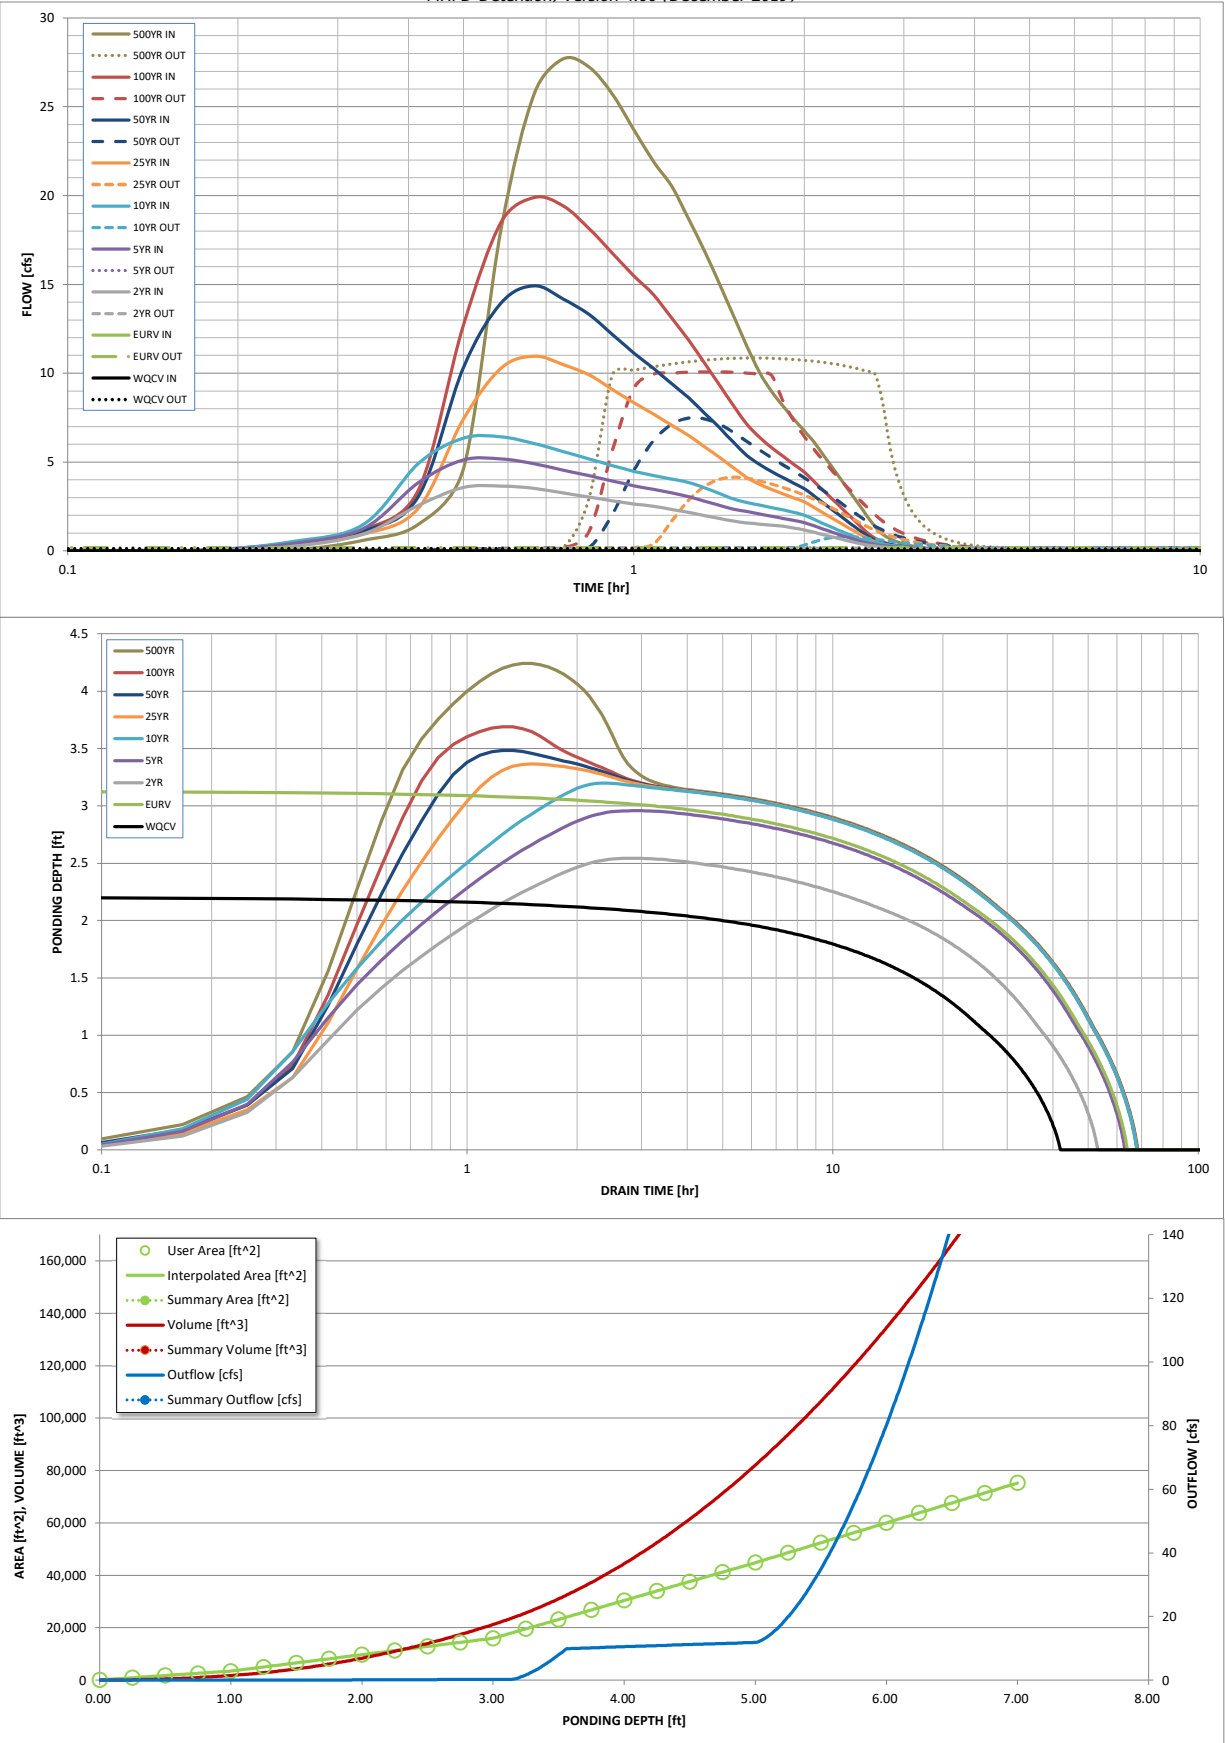 MHFD-Detention, Version 4.00 (December 2019)
30
25
20
15
10
5
0
FLOW [cfs]
500YR IN
500YR OUT
100YR IN
100YR OUT
50YR IN
50YR OUT
25YR IN
25YR OUT
10YR IN
10YR OUT
5YR IN
5YR OUT
2YR IN
2YR OUT
EURV IN
EURV OUT
WQCV IN
WQCV OUT
0.1 1 10
TIME [hr]
4.5
4
3.5
3
2.5
2
1.5
1
0.5
0
PONDING DEPTH [ft]
500YR
100YR
50YR
25YR
10YR
5YR
2YR
EURV
WQCV
0.1 1 10 100
DRAIN TIME [hr]
160,000
140,000
120,000
100,000
80,000
60,000
40,000
20,000
0
AREA [ft^2], VOLUME [ft^3]
User Area [ft^2]
Interpolated Area [ft^2]
Summary Area [ft^2]
Volume [ft^3]
Summary Volume [ft^3]
Outflow [cfs]
Summary Outflow [cfs]
140
120
100
80
60
40
20
0
OUTFLOW [cfs]
0.00 1.00 2.00 3.00 4.00 5.00 6.00 7.00 8.00
PONDING DEPTH [ft]